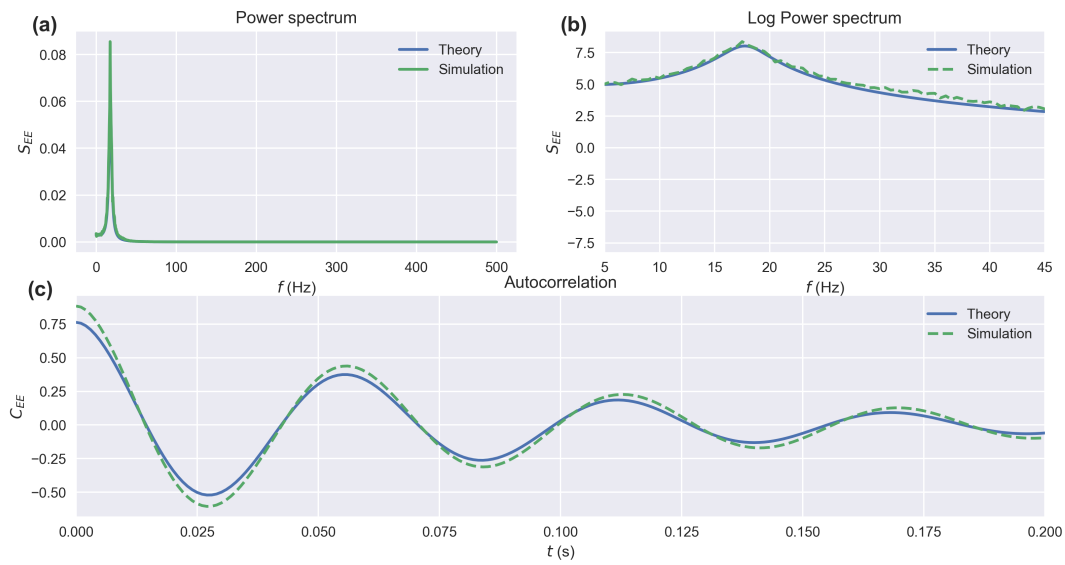 (a)
Power spectrum
0.08
0.06
0.04
0.02
0.00
S_EE
Theory
Simulation
0 100 200 300 400 500
f (Hz)
(b)
Log Power spectrum
7.5
5.0
2.5
0.0
−2.5
−5.0
−7.5
S_EE
Theory
Simulation
5 10 15 20 25 30 35 40 45
f (Hz)
(c)
Autocorrelation
0.75
0.50
0.25
0.00
−0.25
−0.50
C_EE
Theory
Simulation
0.000 0.025 0.050 0.075 0.100 0.125 0.150 0.175 0.200
t (s)